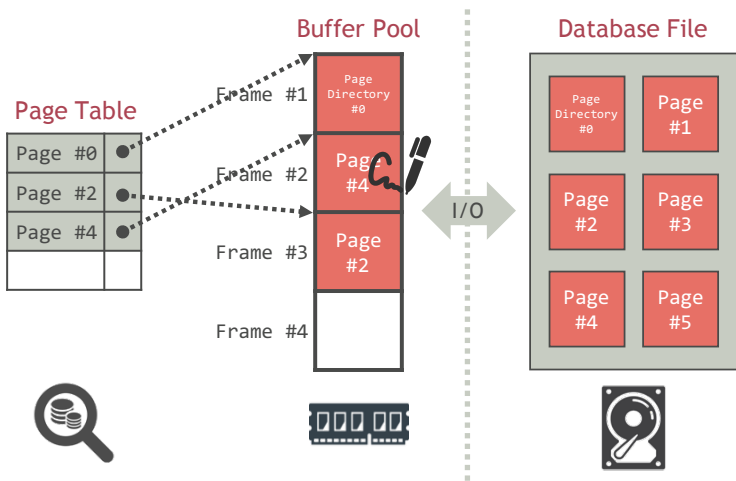 Buffer Pool
Database File
Page Table
Page #0
Page #2
Page #4
Frame #1
Frame #2
Frame #3
Frame #4
Page
Directory
#0
Page
#4
Page
#2
I/O
Page
Directory
#0
Page
#1
Page
#2
Page
#3
Page
#4
Page
#5